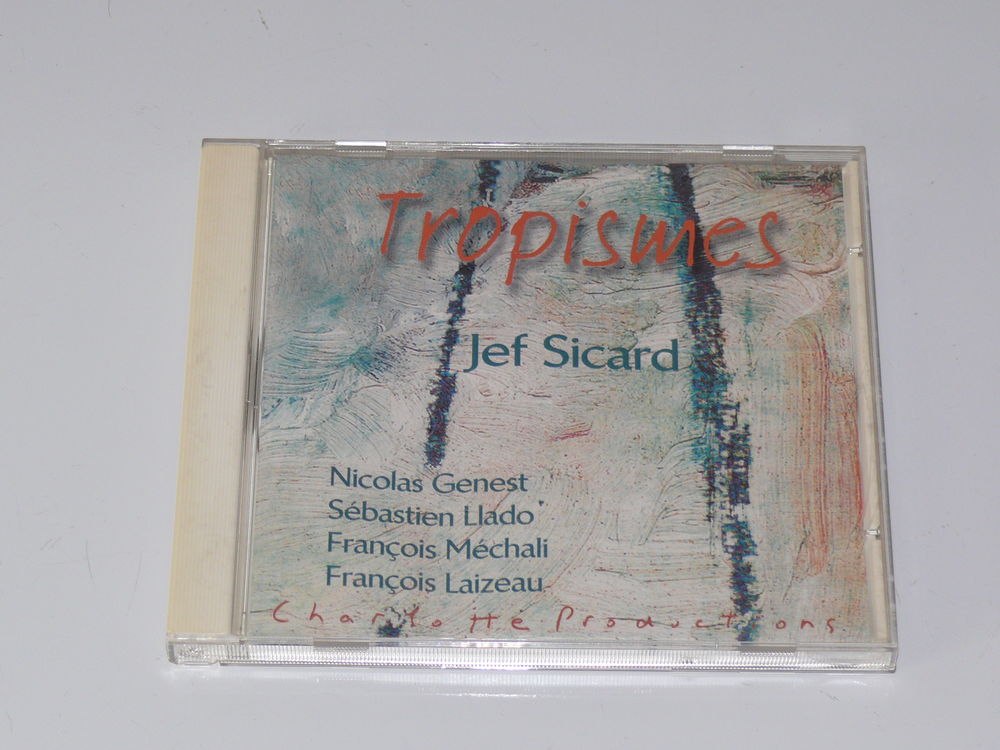 Tropismes
Jef Sicard
Nicolas Genest
Sébastien Llado
François Méchali
François Laizeau
Charlotte Productions